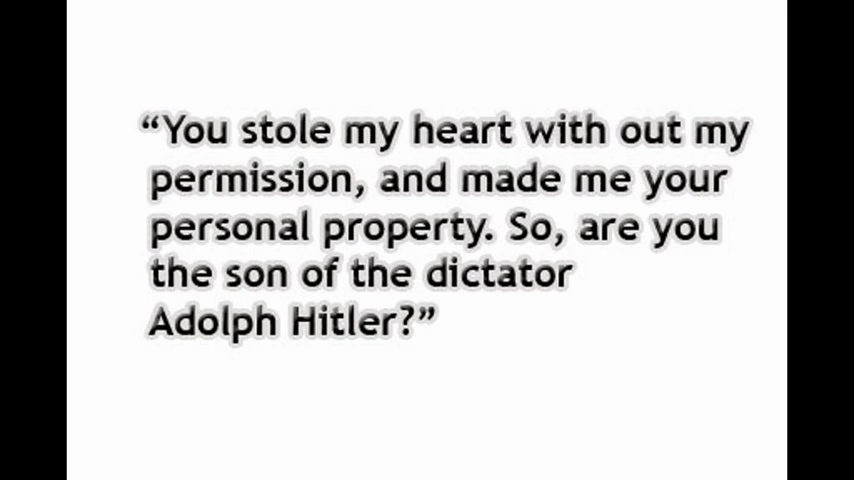 “You stole my heart with out my
permission, and made me your
personal property. So, are you
the son of the dictator
Adolph Hitler?”